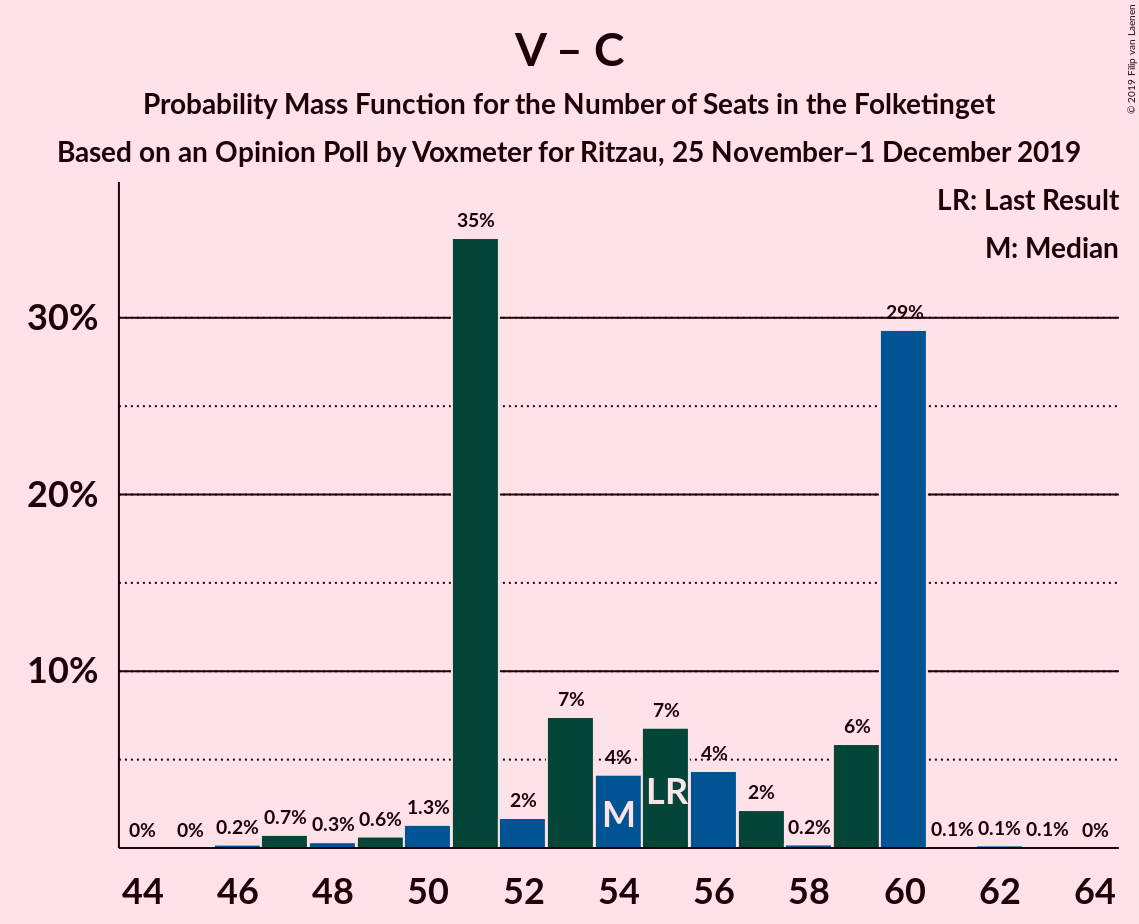 V – C
Probability Mass Function for the Number of Seats in the Folketinget
Based on an Opinion Poll by Voxmeter for Ritzau, 25 November–1 December 2019
© 2019 Filip van Laenen
LR: Last Result
M: Median
30%
20%
10%
0% 0% 0.2% 0.7% 0.3% 0.6% 1.3% 35% 2% 7% 4% 7% 4% 2% 0.2% 6% 29% 0.1% 0.1% 0.1% 0%
M LR
44 46 48 50 52 54 56 58 60 62 64